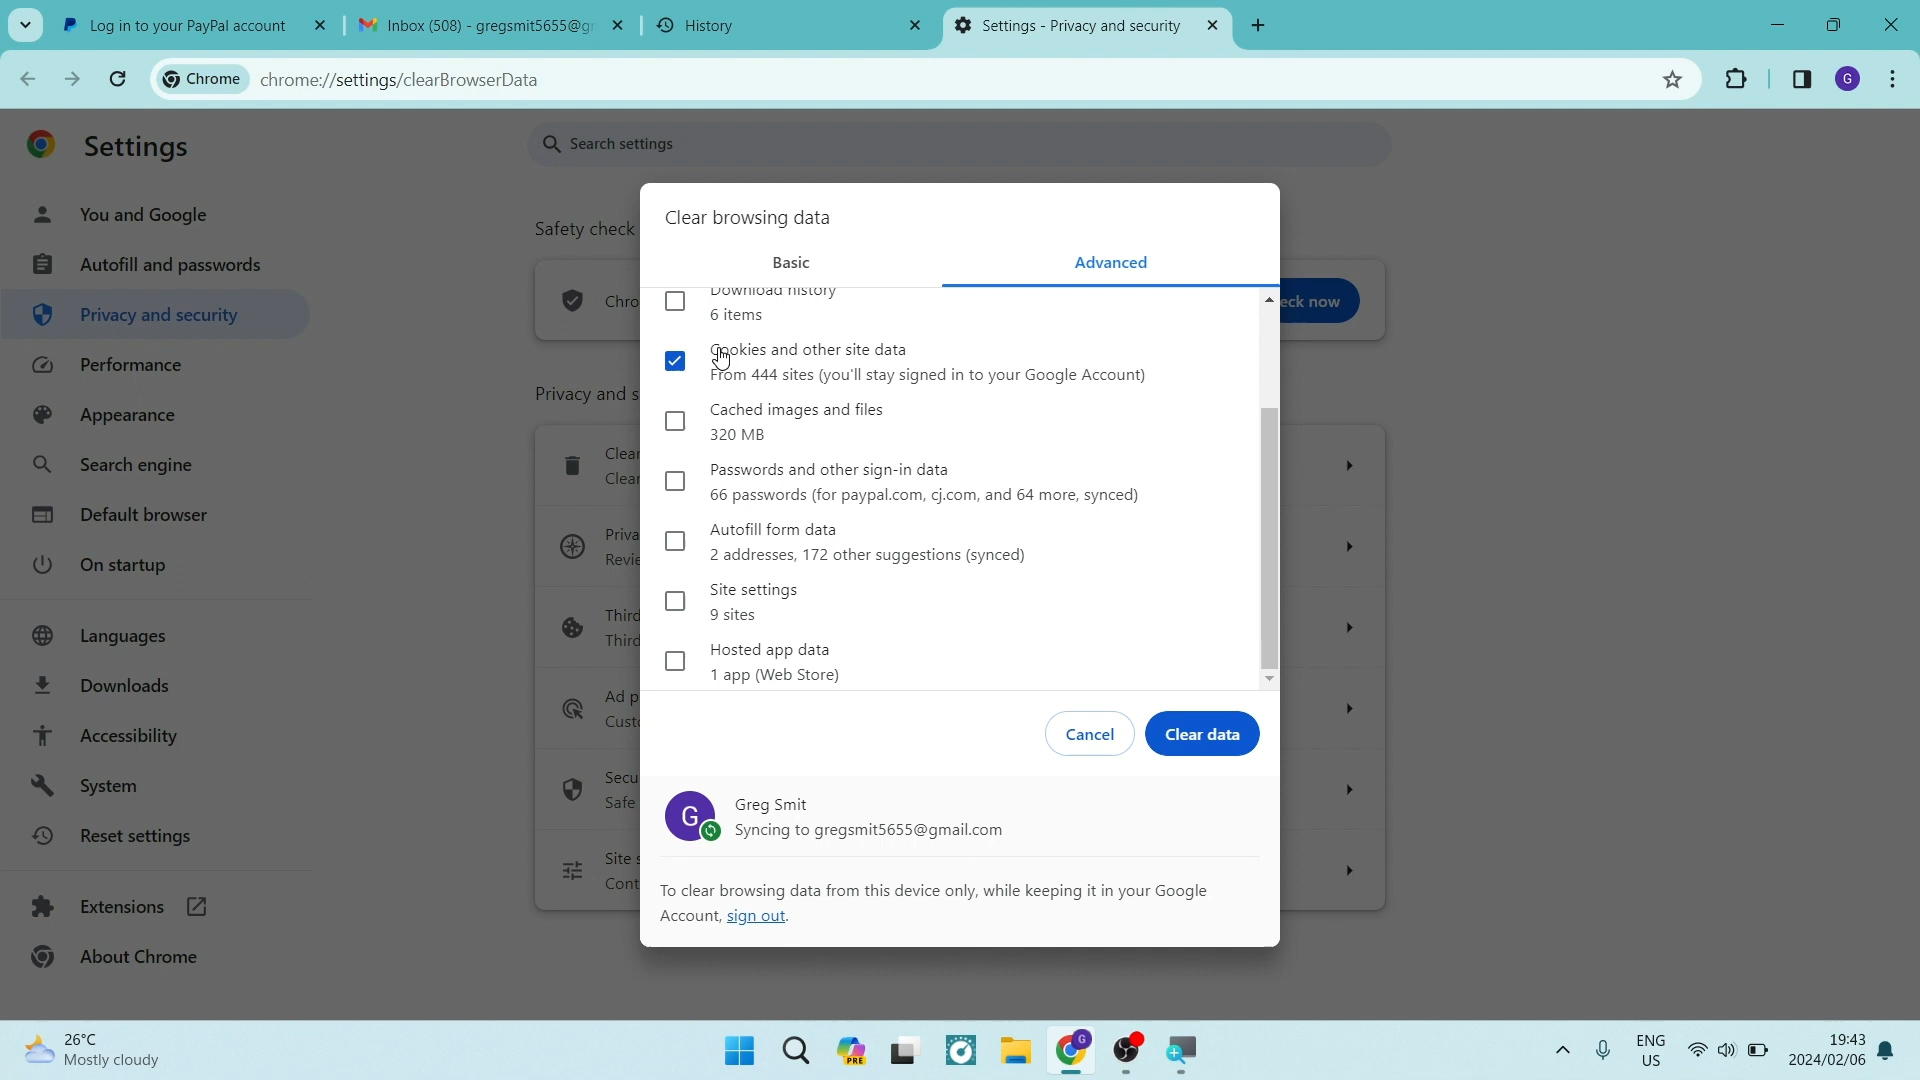 Log in to your PayPal account
Inbox (508) - gregsmit5655@g
History
Settings - Privacy and security
Chrome
chrome://settings/clearBrowserData
G
Settings
Search settings
You and Google
Autofill and passwords
Privacy and security
Performance
Appearance
Search engine
Default browser
On startup
Languages
Downloads
Accessibility
System
Reset settings
Extensions
About Chrome
Safety check
Chro
eck now
Privacy and s
Clear
Clear
Priva
Revie
Third
Third
Ad p
Custo
Secu
Safe
Site s
Cont
Clear browsing data
Basic
Advanced
Download history
6 items
Cookies and other site data
From 444 sites (you'll stay signed in to your Google Account)
Cached images and files
320 MB
Passwords and other sign-in data
66 passwords (for paypal.com, cj.com, and 64 more, synced)
Autofill form data
2 addresses, 172 other suggestions (synced)
Site settings
9 sites
Hosted app data
1 app (Web Store)
Cancel
Clear data
G
Greg Smit
Syncing to gregsmit5655@gmail.com
To clear browsing data from this device only, while keeping it in your Google
Account, sign out.
26°C
Mostly cloudy
PRE
G
ENG
US
19:43
2024/02/06